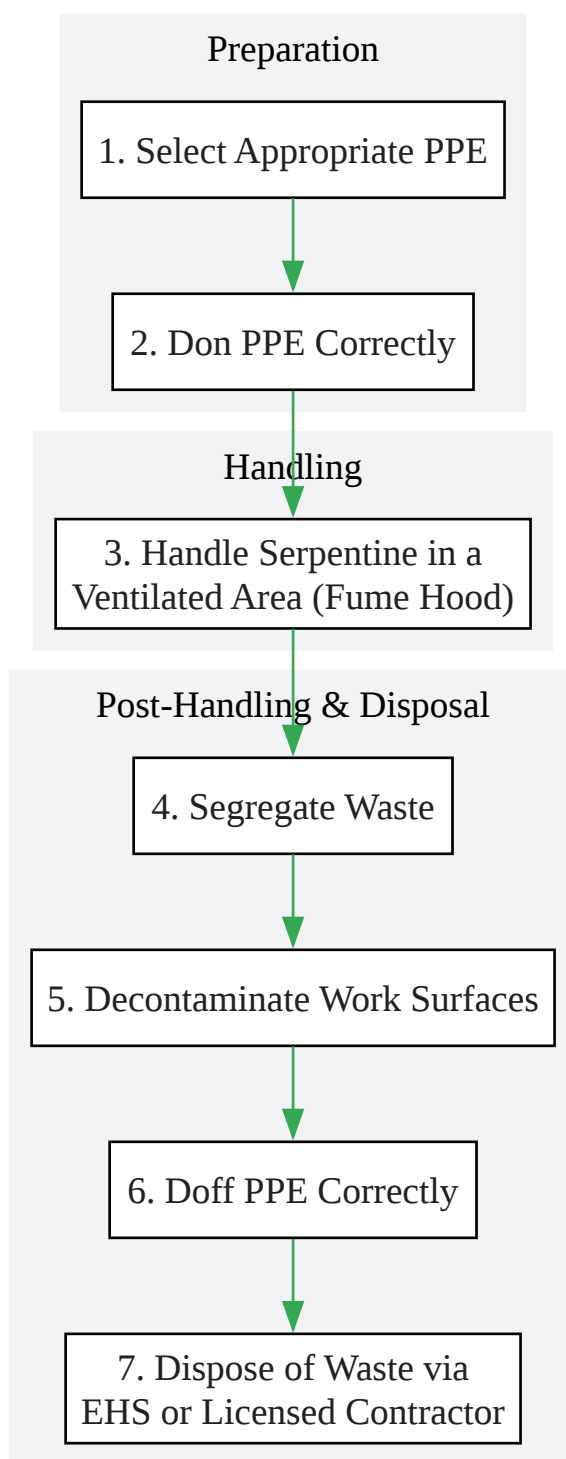 Preparation
1. Select Appropriate PPE
2. Don PPE Correctly
Handling
3. Handle Serpentine in a
Ventilated Area (Fume Hood)
Post-Handling & Disposal
4. Segregate Waste
5. Decontaminate Work Surfaces
6. Doff PPE Correctly
7. Dispose of Waste via
EHS or Licensed Contractor